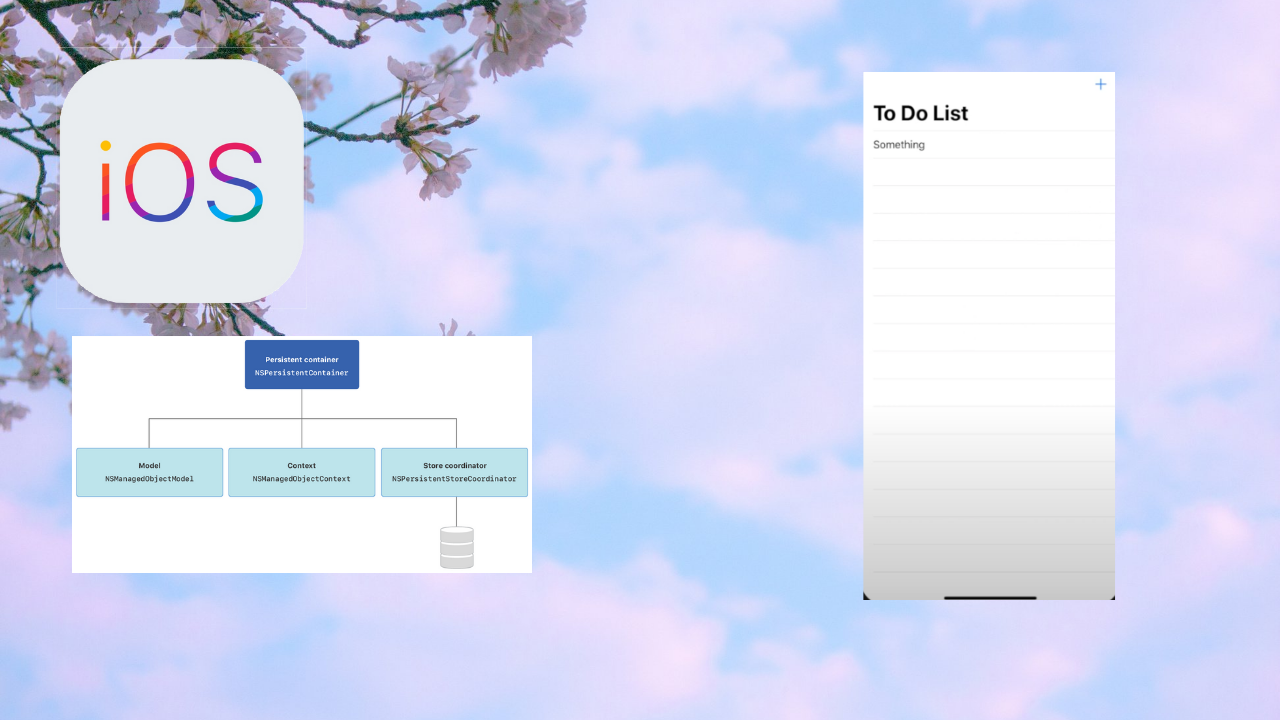 iOS
Persistent container
NSPersistentContainer
Model
NSManagedObjectModel
Context
NSManagedObjectContext
Store coordinator
NSPersistentStoreCoordinator
+
To Do List
Something